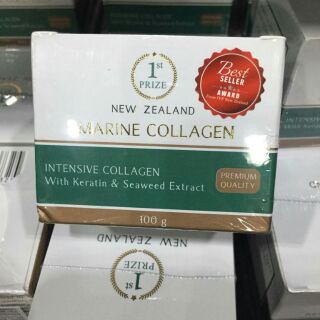 1st
PRIZE
Best
SELLER
AWARD
NEW ZEALAND
MARINE COLLAGEN
INTENSIVE COLLAGEN
With Keratin & Seaweed Extract
PREMIUM
QUALITY
100 g
NEW ZEALAND
1st
PRIZE